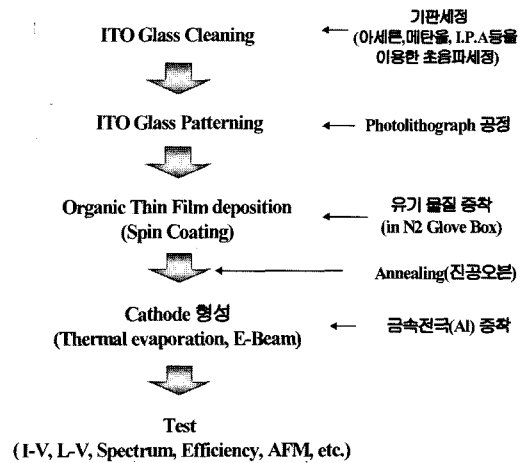 기판세정
ITO Glass Cleaning
(아세톤,메탄올, I.P.A등을
이용한 초음파세정)
ITO Glass Patterning
Photolithograph 공정
Organic Thin Film deposition
(Spin Coating)
유기 물질 증착
(in N2 Glove Box)
Annealing(진공오븐)
Cathode 형성
(Thermal evaporation, E-Beam)
금속전극(Al) 증착
Test
(I-V, L-V, Spectrum, Efficiency, AFM, etc.)